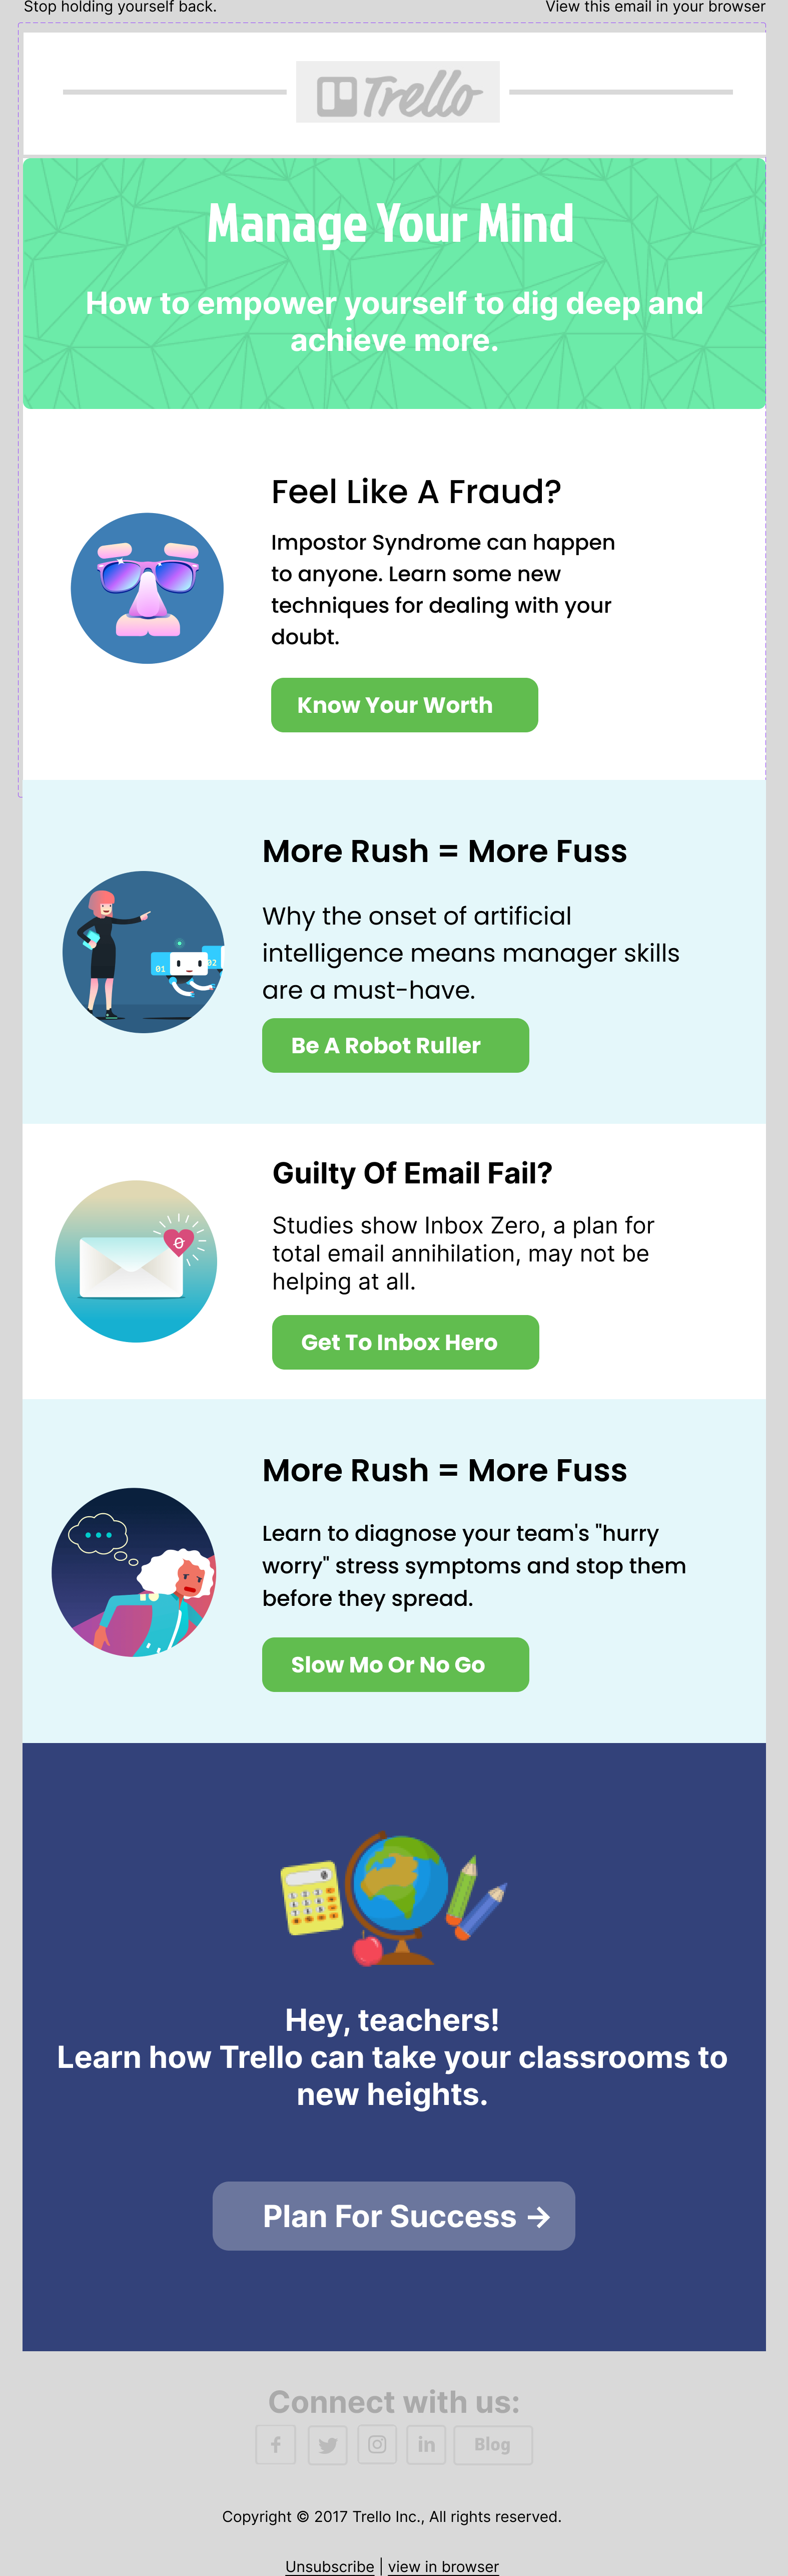 Stop holding yourself back. View this email in your browser
Trello
Manage Your Mind
How to empower yourself to dig deep and
achieve more.
Feel Like A Fraud?
Impostor Syndrome can happen
to anyone. Learn some new
techniques for dealing with your
doubt.
Know Your Worth
More Rush = More Fuss
Why the onset of artificial
intelligence means manager skills
are a must-have.
01 02
Be A Robot Ruller
Guilty Of Email Fail?
Studies show Inbox Zero, a plan for
total email annihilation, may not be
helping at all.
0
Get To Inbox Hero
More Rush = More Fuss
Learn to diagnose your team's "hurry
worry" stress symptoms and stop them
before they spread.
Slow Mo Or No Go
Hey, teachers!
Learn how Trello can take your classrooms to
new heights.
Plan For Success →
Connect with us:
f in Blog
Copyright © 2017 Trello Inc., All rights reserved.
Unsubscribe | view in browser